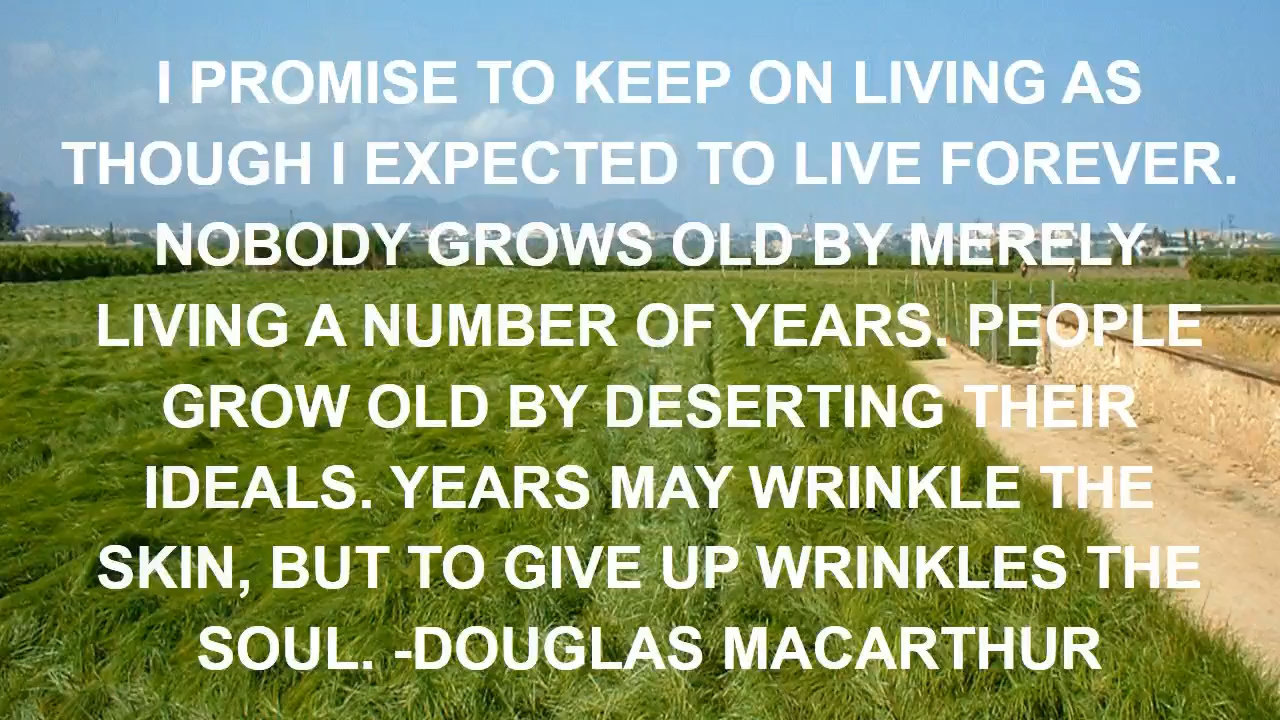 I PROMISE TO KEEP ON LIVING AS
THOUGH I EXPECTED TO LIVE FOREVER.
NOBODY GROWS OLD BY MERELY
LIVING A NUMBER OF YEARS. PEOPLE
GROW OLD BY DESERTING THEIR
IDEALS. YEARS MAY WRINKLE THE
SKIN, BUT TO GIVE UP WRINKLES THE
SOUL. -DOUGLAS MACARTHUR